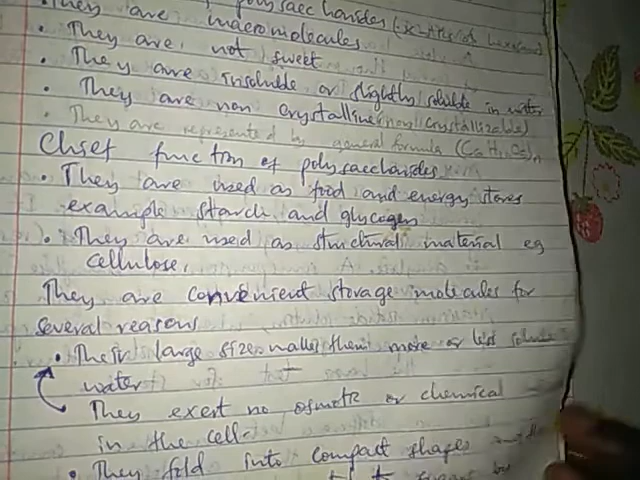 They are polysaccharides
They are macromolecules
• They are not sweet
• They are insoluble or slightly soluble in water
• They are non crystalline (non crystallizable)
• They are represented by general formula
Chief function of polysaccharides
• They are used as food and energy stores
example starch and glycogen
• They are used as structural material eg
cellulose.
They are convenient storage molecules for
several reasons
• Their large size makes them more or less soluble
water
They exert no osmotic or chemical
in the cell
• They fold into compact shapes